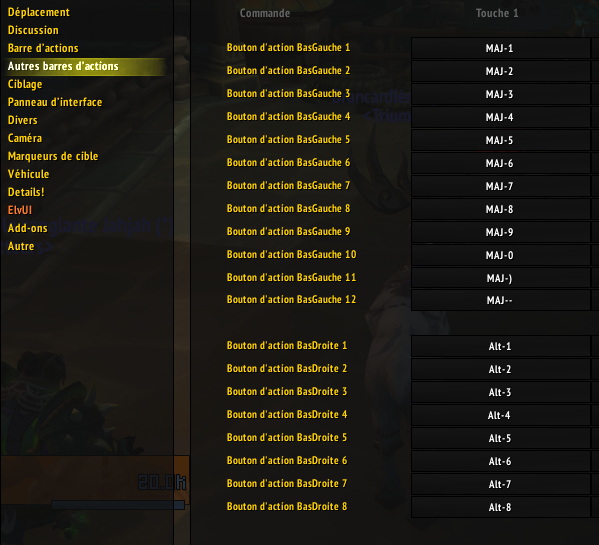 Déplacement
Discussion
Barre d'actions
Autres barres d'actions
Ciblage
Panneau d'interface
Divers
Caméra
Marqueurs de cible
Véhicule
Details!
ElvUI
Add-ons
Autre
Commande Touche 1
Bouton d'action BasGauche 1 MAJ-1
Bouton d'action BasGauche 2 MAJ-2
Bouton d'action BasGauche 3 MAJ-3
Bouton d'action BasGauche 4 MAJ-4
Bouton d'action BasGauche 5 MAJ-5
Bouton d'action BasGauche 6 MAJ-6
Bouton d'action BasGauche 7 MAJ-7
Bouton d'action BasGauche 8 MAJ-8
Bouton d'action BasGauche 9 MAJ-9
Bouton d'action BasGauche 10 MAJ-0
Bouton d'action BasGauche 11 MAJ-)
Bouton d'action BasGauche 12 MAJ--
Bouton d'action BasDroite 1 Alt-1
Bouton d'action BasDroite 2 Alt-2
Bouton d'action BasDroite 3 Alt-3
Bouton d'action BasDroite 4 Alt-4
Bouton d'action BasDroite 5 Alt-5
Bouton d'action BasDroite 6 Alt-6
Bouton d'action BasDroite 7 Alt-7
Bouton d'action BasDroite 8 Alt-8